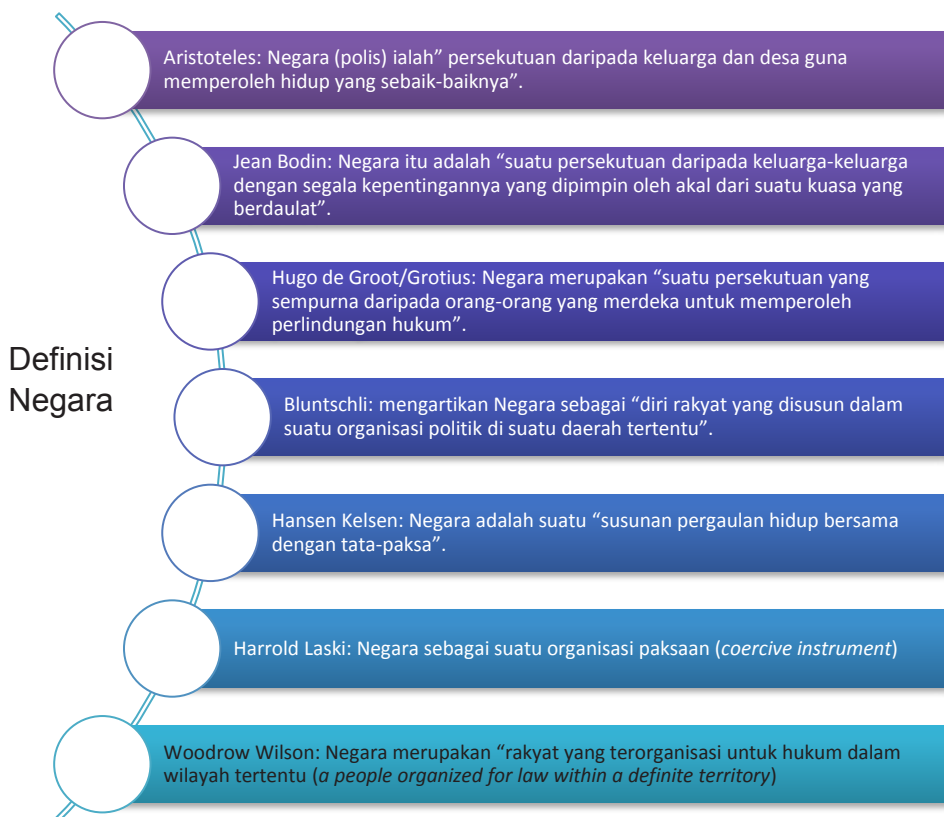 Aristoteles: Negara (polis) ialah” persekutuan daripada keluarga dan desa guna
memperoleh hidup yang sebaik-baiknya”.
Jean Bodin: Negara itu adalah “suatu persekutuan daripada keluarga-keluarga
dengan segala kepentingannya yang dipimpin oleh akal dari suatu kuasa yang
berdaulat”.
Hugo de Groot/Grotius: Negara merupakan “suatu persekutuan yang
sempurna daripada orang-orang yang merdeka untuk memperoleh
perlindungan hukum”.
Definisi
Negara
Bluntschli: mengartikan Negara sebagai “diri rakyat yang disusun dalam
suatu organisasi politik di suatu daerah tertentu”.
Hansen Kelsen: Negara adalah suatu “susunan pergaulan hidup bersama
dengan tata-paksa”.
Harrold Laski: Negara sebagai suatu organisasi paksaan (coercive instrument)
Woodrow Wilson: Negara merupakan “rakyat yang terorganisasi untuk hukum dalam
wilayah tertentu (a people organized for law within a definite territory)